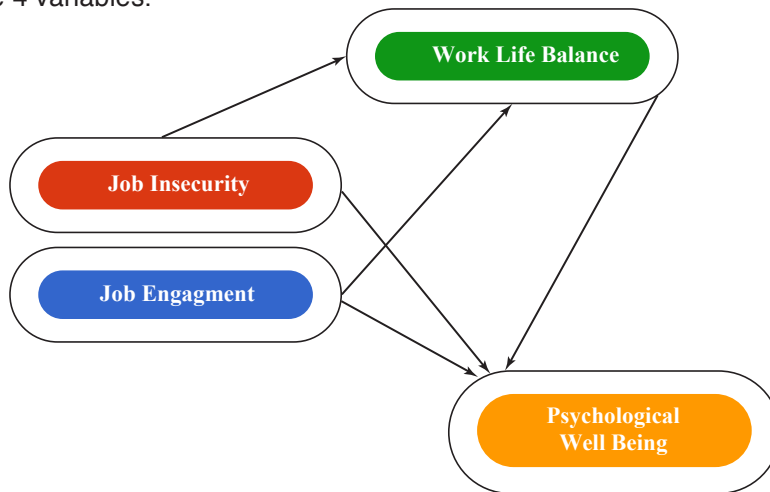 4 variables.
Work Life Balance
Job Insecurity
Job Engagment
Psychological
Well Being